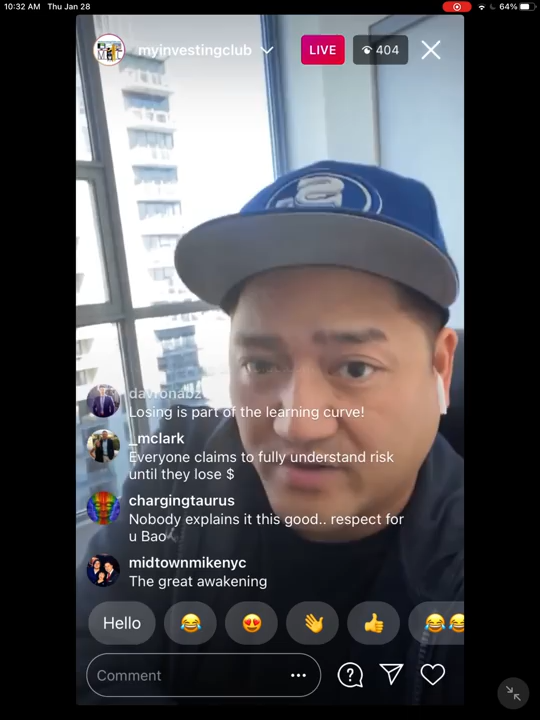 10:32 AM Thu Jan 28
64%
myinvestingclub
LIVE
404
davronabz
Losing is part of the learning curve!
_mclark
Everyone claims to fully understand risk
until they lose $
chargingtaurus
Nobody explains it this good.. respect for
u Bao
midtownmikenyc
The great awakening
Hello
Comment